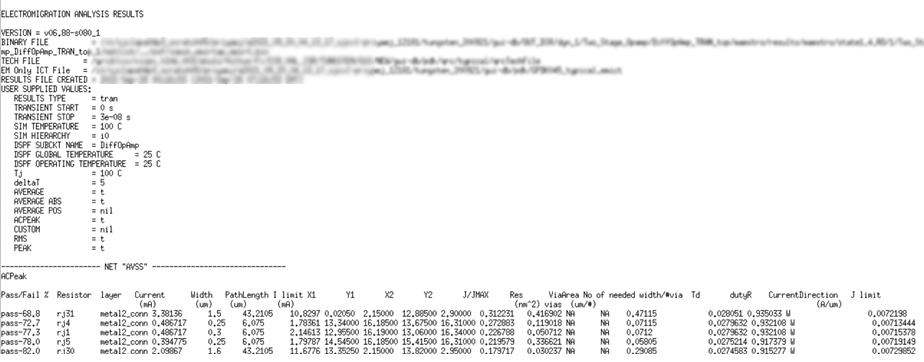 ELECTROMIGRATION ANALYSIS RESULTS
VERSION = v06.88-s080_1
BINARY FILE =
mp_DiffOpAmp_TRAN_top_1
TECH FILE =
EM Only ICT File =
RESULTS FILE CREATED =
USER SUPPLIED VALUES:
RESULTS TYPE = tran
TRANSIENT START = 0 s
TRANSIENT STOP = 3e-08 s
SIM TEMPERATURE = 100 C
SIM HIERARCHY = i0
DSPF SUBCKT NAME = DiffOpAmp
DSPF GLOBAL TEMPERATURE = 25 C
DSPF OPERATING TEMPERATURE = 25 C
Tj = 100 C
deltaT = 5
AVERAGE = t
AVERAGE ABS = t
AVERAGE POS = nil
ACPEAK = t
CUSTOM = nil
RMS = t
PEAK = t
---------------------- NET "AVSS" ------------------------------
ACPeak
Pass/Fail % Resistor layer Current Width PathLength I limit X1 Y1 X2 Y2 J/JMAX Res ViaArea No of needed width/#via Td dutyR CurrentDirection J limit
(mA) (um) (um) (mA) (nm^2) vias (um/#) (A/um)
pass-68.8 rj31 metal2_conn 3.38136 1.5 43.2105 10.8297 0.02050 2.15000 12.88500 2.90000 0.312231 0.416902 NA NA 0.47115 0.028051 0.935033 W 0.0072198
pass-72.7 rj4 metal2_conn 0.486717 0.25 6.075 1.78361 13.34000 16.18500 13.67500 16.31000 0.272883 0.119018 NA NA 0.07115 0.0279632 0.932108 W 0.00713444
pass-77.3 rj1 metal2_conn 0.486717 0.3 6.075 2.14613 12.95500 16.19000 13.06000 16.34000 0.226788 0.050712 NA NA 0.0712 0.0279632 0.932108 W 0.00715378
pass-78.0 rj5 metal2_conn 0.394775 0.25 6.075 1.79787 14.54500 16.18500 15.41500 16.31000 0.219579 0.336621 NA NA 0.05805 0.0275214 0.917379 W 0.00719149
pass-82.0 rj30 metal2_conn 2.09867 1.6 43.2105 11.6776 13.35250 2.15000 13.82000 2.95000 0.179717 0.030237 NA NA 0.29085 0.0274583 0.915277 W